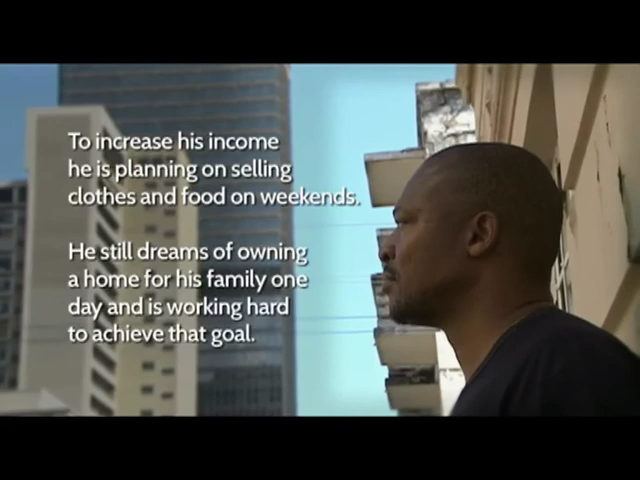 To increase his income
he is planning on selling
clothes and food on weekends.
He still dreams of owning
a home for his family one
day and is working hard
to achieve that goal.